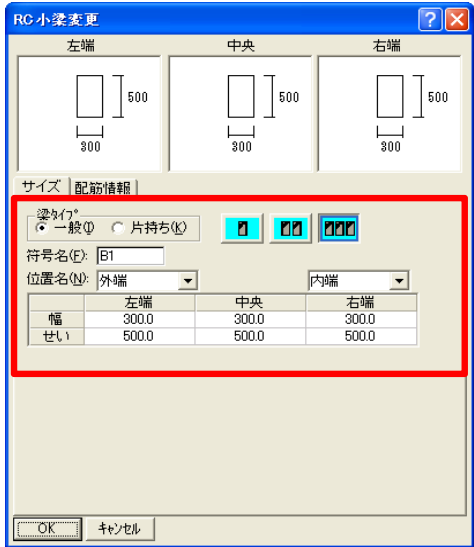 RC小梁変更
左端 中央 右端
500 500 500
300 300 300
サイズ 配筋情報
梁ﾀｲﾌﾟ
一般(I) 片持ち(K)
符号名(F): B1
位置名(N): 外端 内端
左端 中央 右端
幅 300.0 300.0 300.0
せい 500.0 500.0 500.0
OK ｷｬﾝｾﾙ